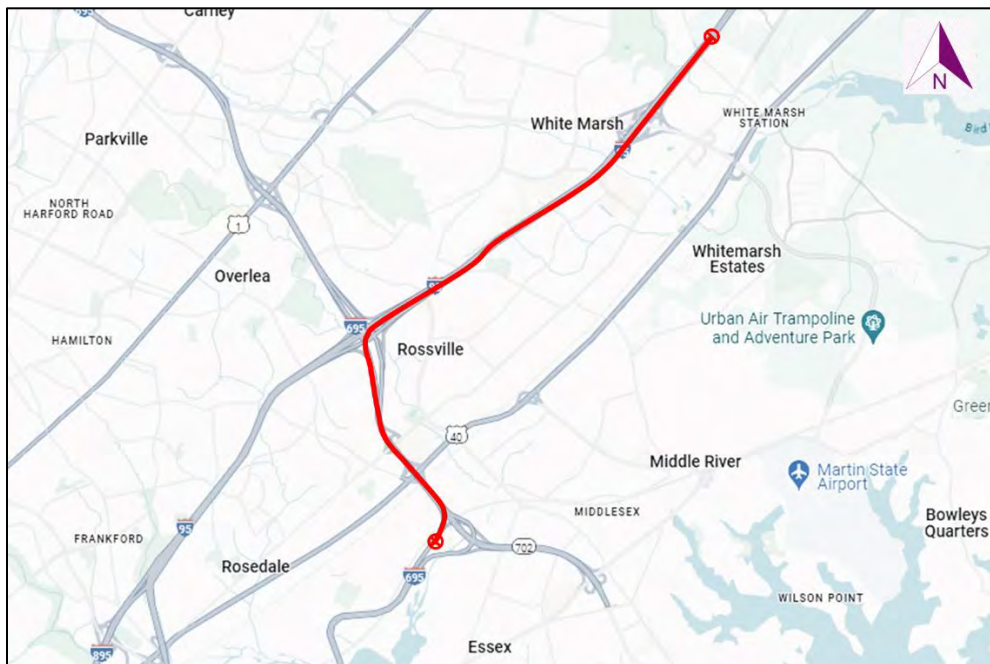 Carney
N
Parkville
White Marsh
WHITE MARSH
STATION
NORTH
HARFORD ROAD
1
Overlea
Whitemarsh
Estates
HAMILTON
695
Rossville
Urban Air Trampoline
and Adventure Park
40
Middle River
Martin State
Airport
Bowleys
Quarters
MIDDLESEX
FRANKFORD
95
Rosedale
702
695
WILSON POINT
Essex
895